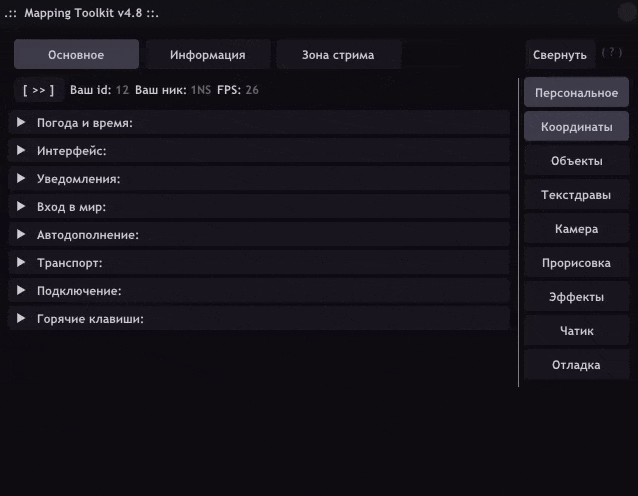 .:: Mapping Toolkit v4.8 ::.
Основное Информация Зона стрима Свернуть ( ? )
[ >> ] Ваш id: 12 Ваш ник: 1NS FPS: 26
Персональное
Погода и время:
Координаты
Интерфейс:
Объекты
Уведомления:
Текстдравы
Вход в мир:
Камера
Автодополнение:
Прорисовка
Транспорт:
Эффекты
Подключение:
Чатик
Горячие клавиши:
Отладка